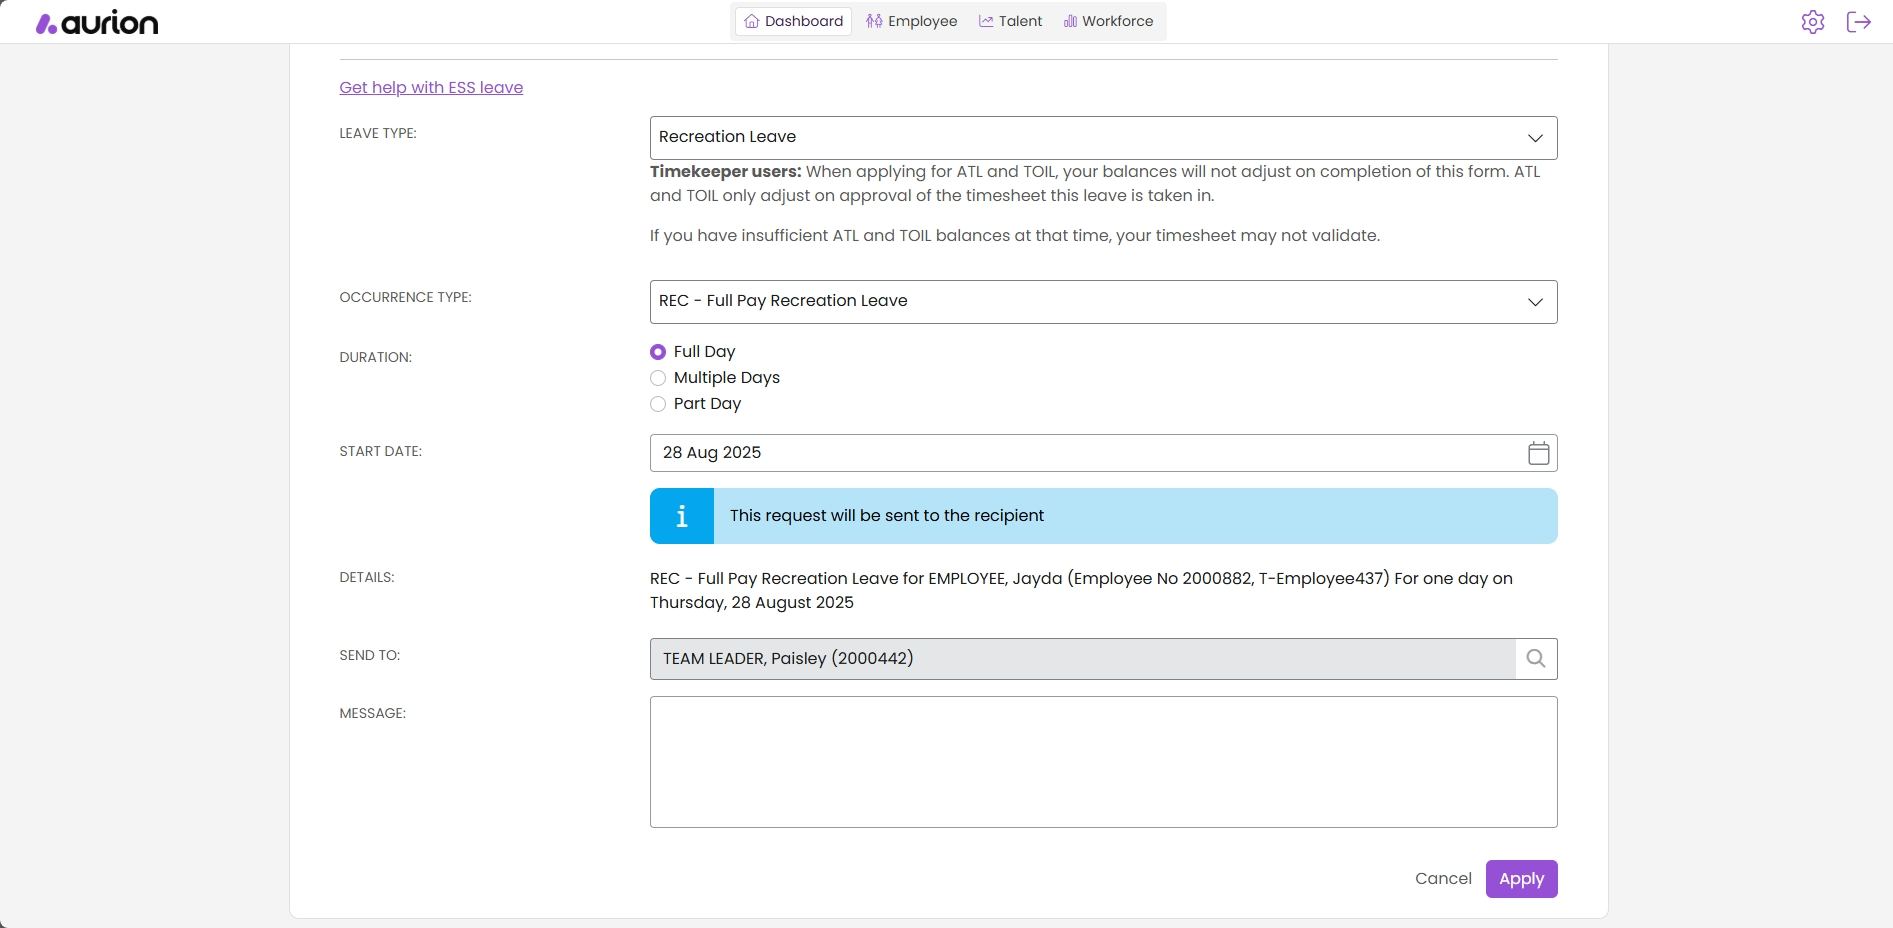 aurion
Dashboard
Employee
Talent
Workforce
Get help with ESS leave
LEAVE TYPE:
Recreation Leave
Timekeeper users: When applying for ATL and TOIL, your balances will not adjust on completion of this form. ATL
and TOIL only adjust on approval of the timesheet this leave is taken in.
If you have insufficient ATL and TOIL balances at that time, your timesheet may not validate.
OCCURRENCE TYPE:
REC - Full Pay Recreation Leave
DURATION:
Full Day
Multiple Days
Part Day
START DATE:
28 Aug 2025
i
This request will be sent to the recipient
DETAILS:
REC - Full Pay Recreation Leave for EMPLOYEE, Jayda (Employee No 2000882, T-Employee437) For one day on
Thursday, 28 August 2025
SEND TO:
TEAM LEADER, Paisley (2000442)
MESSAGE:
Cancel
Apply